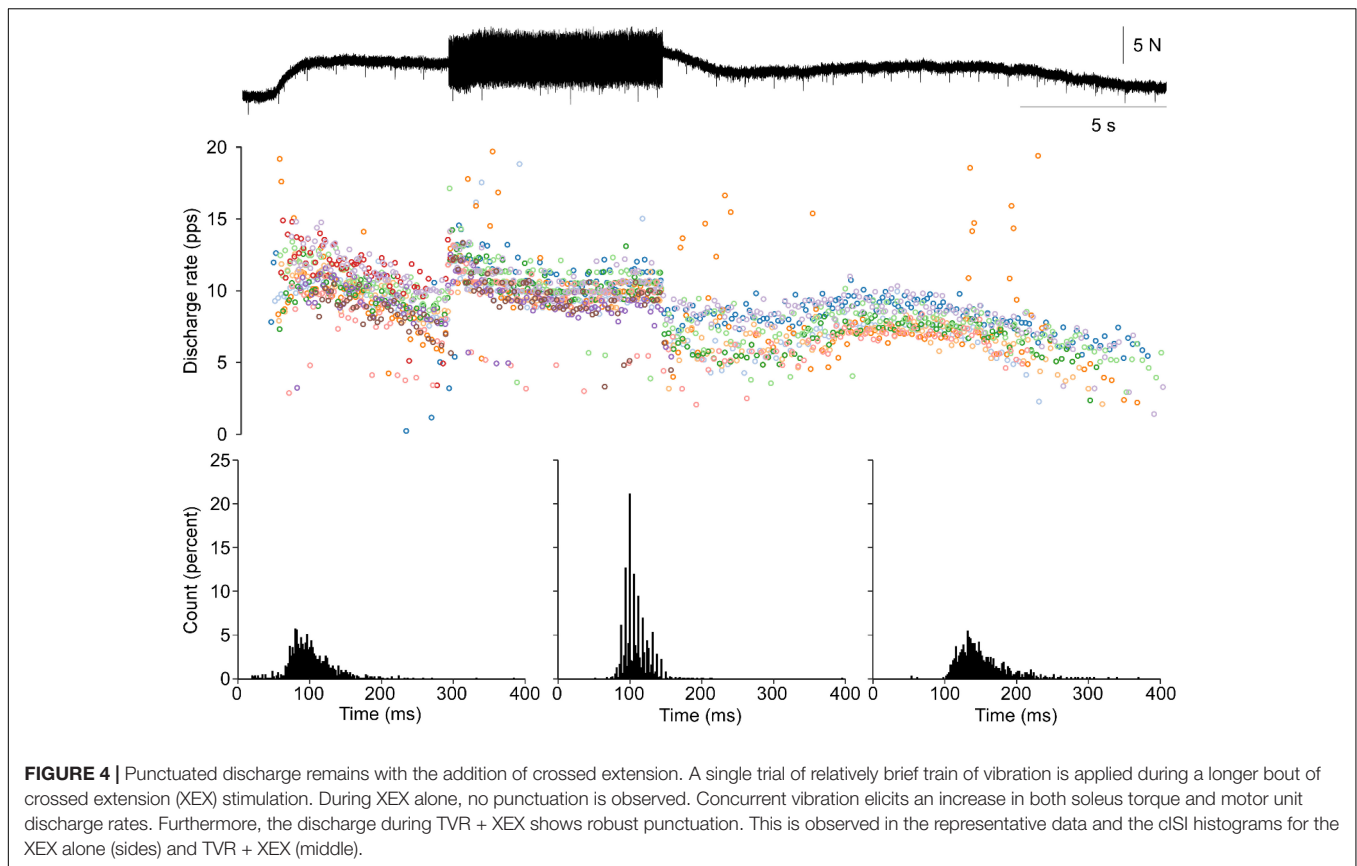 5 N
5 s
20
15
10
5
0
Discharge rate (pps)
25
20
15
10
5
0
Count (percent)
0 100 200 300 400
Time (ms)
0 100 200 300 400
Time (ms)
0 100 200 300 400
Time (ms)
FIGURE 4 | Punctuated discharge remains with the addition of crossed extension. A single trial of relatively brief train of vibration is applied during a longer bout of
crossed extension (XEX) stimulation. During XEX alone, no punctuation is observed. Concurrent vibration elicits an increase in both soleus torque and motor unit
discharge rates. Furthermore, the discharge during TVR + XEX shows robust punctuation. This is observed in the representative data and the cISI histograms for the
XEX alone (sides) and TVR + XEX (middle).